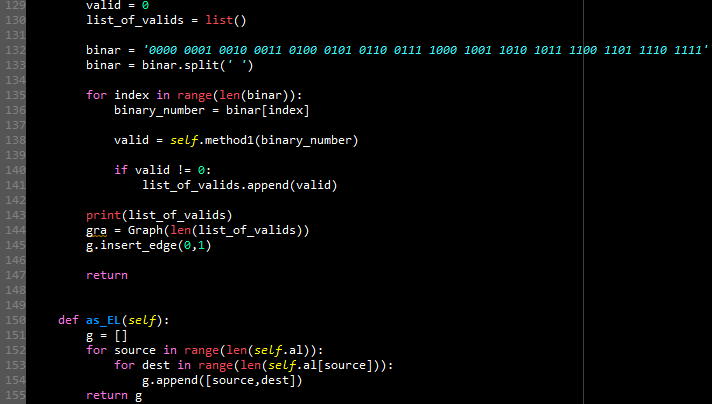 129 valid = 0
130 list_of_valids = list()
131
132 binar = '0000 0001 0010 0011 0100 0101 0110 0111 1000 1001 1010 1011 1100 1101 1110 1111'
133 binar = binar.split(' ')
134
135 for index in range(len(binar)):
136 binary_number = binar[index]
137
138 valid = self.method1(binary_number)
139
140 if valid != 0:
141 list_of_valids.append(valid)
142
143 print(list_of_valids)
144 gra = Graph(len(list_of_valids))
145 g.insert_edge(0,1)
146
147 return
148
149
150 def as_EL(self):
151 g = []
152 for source in range(len(self.al)):
153 for dest in range(len(self.al[source])):
154 g.append([source,dest])
155 return g